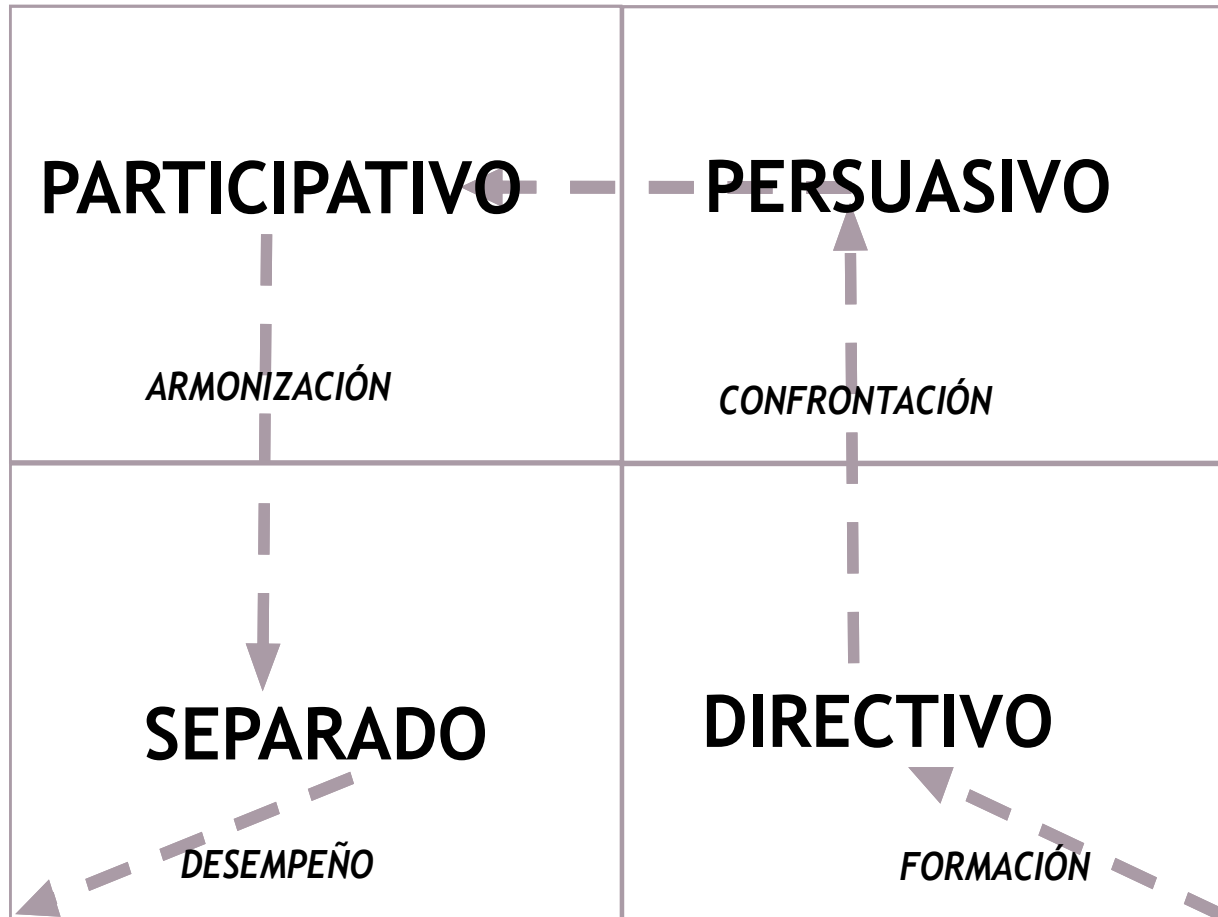 PARTICIPATIVO
PERSUASIVO
ARMONIZACIÓN
CONFRONTACIÓN
SEPARADO
DIRECTIVO
DESEMPEÑO
FORMACIÓN